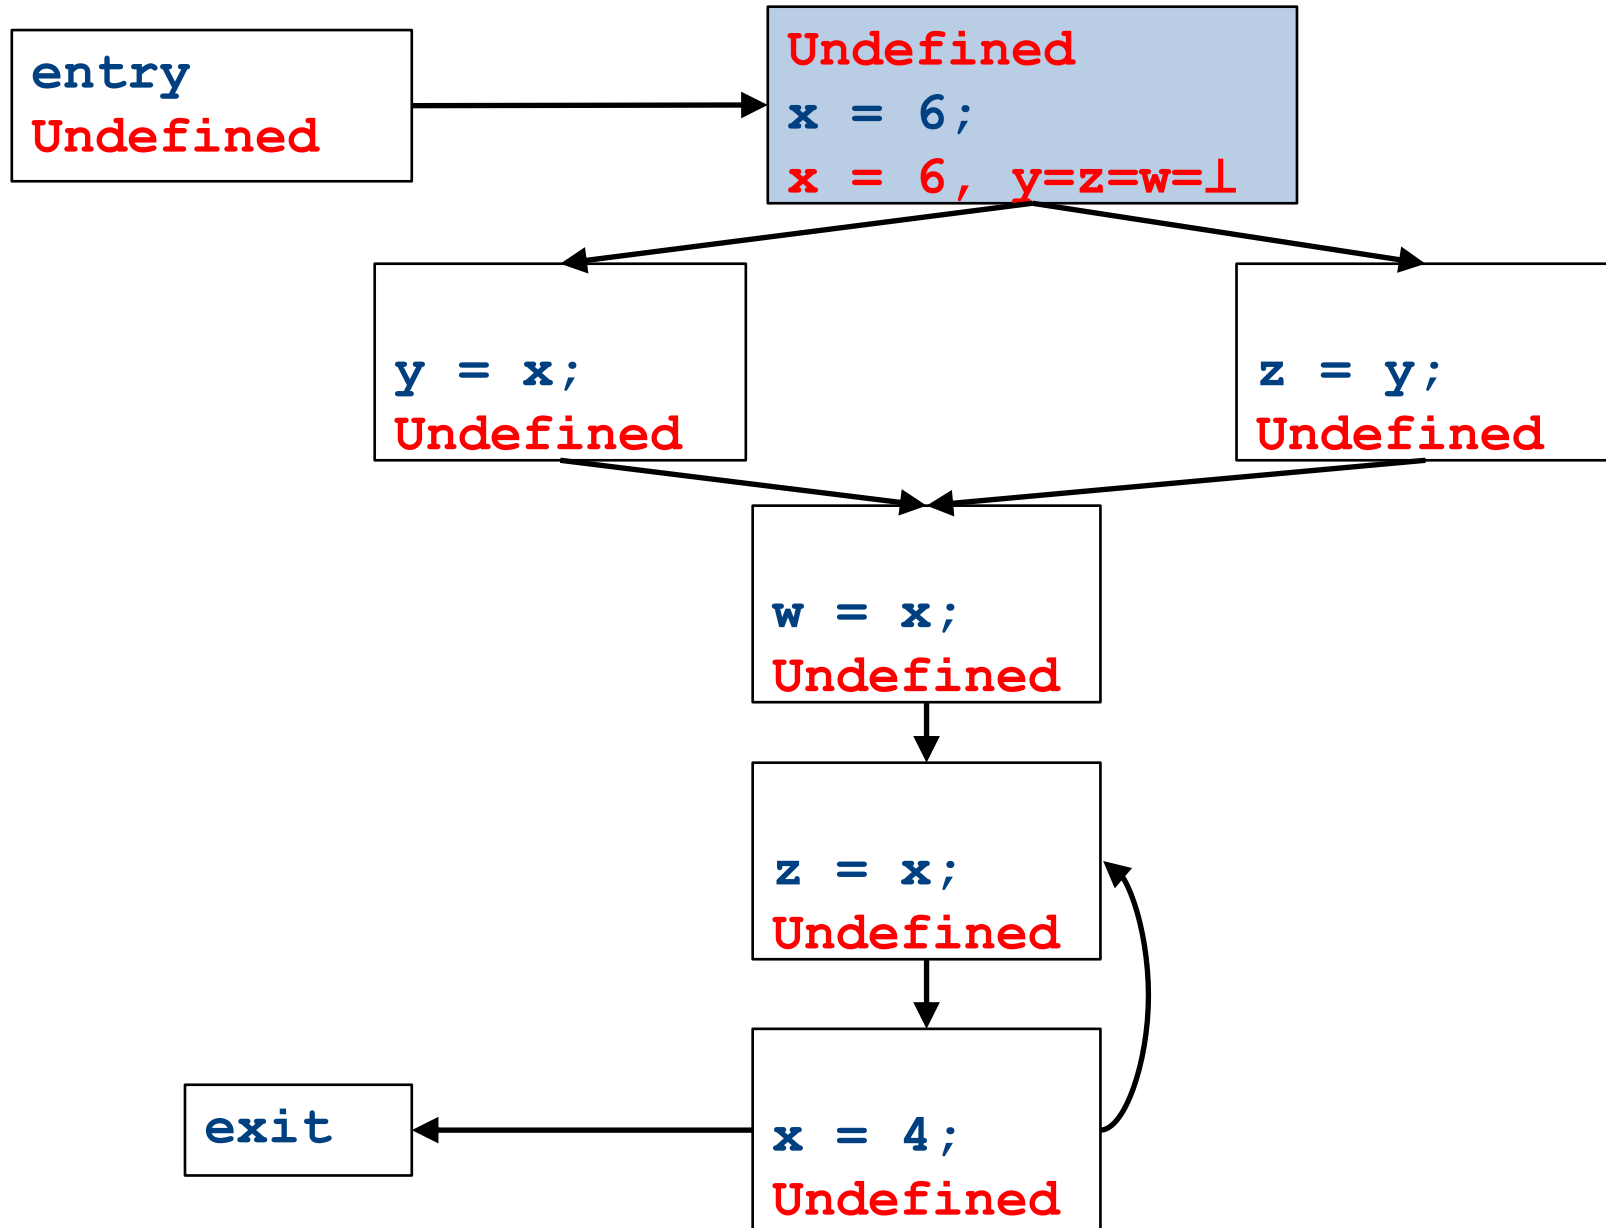 entry
Undefined
Undefined
x = 6;
x = 6, y=z=w=⊥
y = x;
Undefined
z = y;
Undefined
w = x;
Undefined
z = x;
Undefined
exit
x = 4;
Undefined